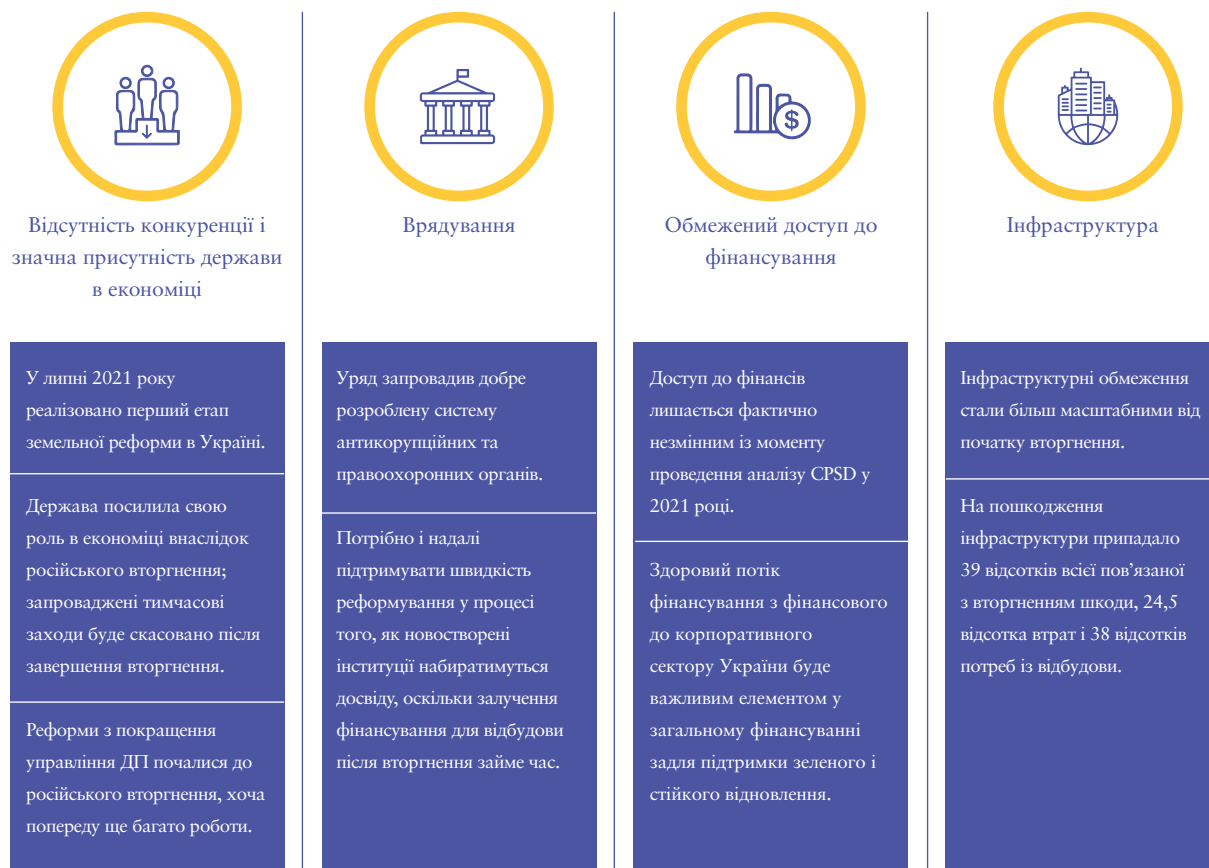 Відсутність конкуренції і
значна присутність держави
в економіці
У липні 2021 року
реалізовано перший етап
земельної реформи в Україні.
Держава посилила свою
роль в економіці внаслідок
російського вторгнення;
запроваджені тимчасові
заходи буде скасовано після
завершення вторгнення.
Реформи з покращення
управління ДП почалися до
російського вторгнення, хоча
попереду ще багато роботи.
Врядування
Уряд запровадив добре
розроблену систему
антикорупційних та
правоохоронних органів.
Потрібно і надалі
підтримувати швидкість
реформування у процесі
того, як новостворені
інституції набиратимуться
досвіду, оскільки залучення
фінансування для відбудови
після вторгнення займе час.
$
Обмежений доступ до
фінансування
Доступ до фінансів
лишається фактично
незмінним із моменту
проведення аналізу CPSD у
2021 році.
Здоровий потік
фінансування з фінансового
до корпоративного
сектору України буде
важливим елементом у
загальному фінансуванні
задля підтримки зеленого і
стійкого відновлення.
Інфраструктура
Інфраструктурні обмеження
стали більш масштабними від
початку вторгнення.
На пошкодження
інфраструктури припадало
39 відсотків всієї пов’язаної
з вторгненням шкоди, 24,5
відсотка втрат і 38 відсотків
потреб із відбудови.